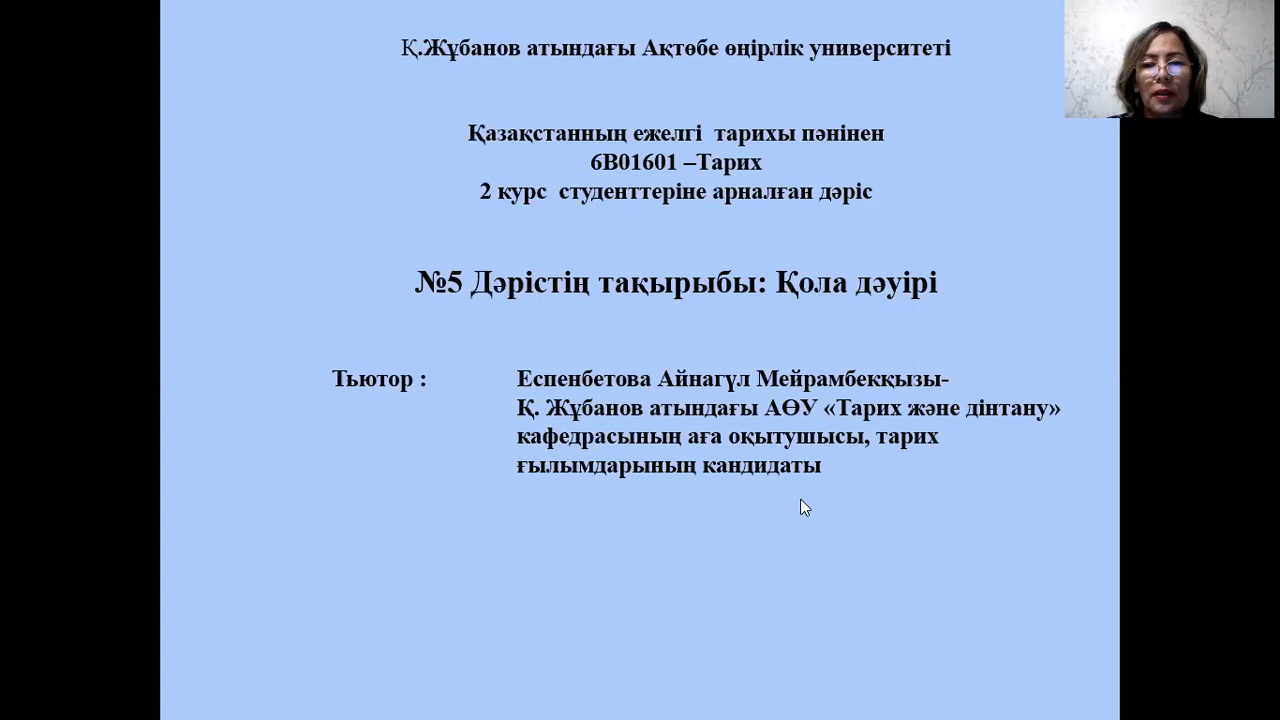 Қ.Жұбанов атындағы Ақтөбе өңірлік университеті
Қазақстанның ежелгі тарихы пәнінен
6В01601 –Тарих
2 курс студенттеріне арналған дәріс
№5 Дәрістің тақырыбы: Қола дәуірі
Тьютор : Еспенбетова Айнагүл Мейрамбекқызы-
Қ. Жұбанов атындағы АӨУ «Тарих және дінтану»
кафедрасының аға оқытушысы, тарих
ғылымдарының кандидаты